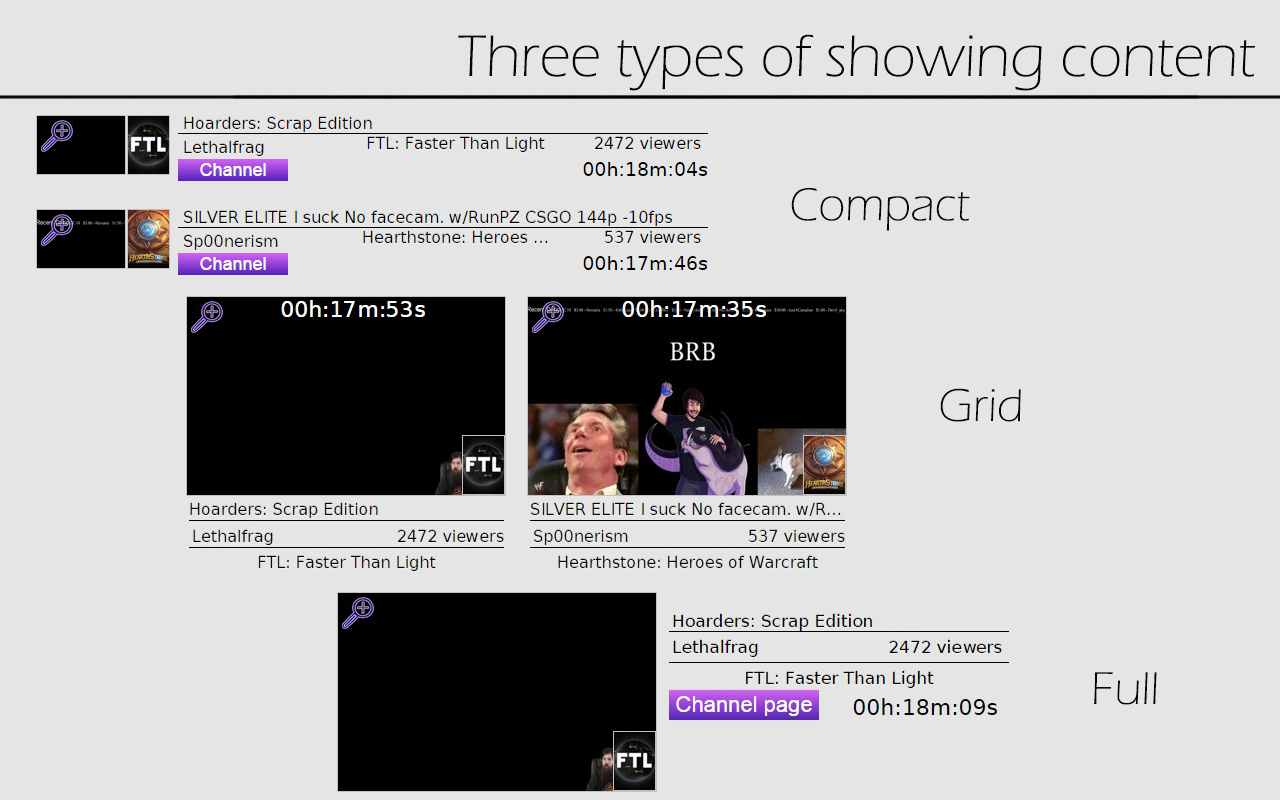 Three types of showing content
Hoarders: Scrap Edition
FTL
Lethalfrag FTL: Faster Than Light 2472 viewers
Channel 00h:18m:04s
Compact
SILVER ELITE I suck No facecam. w/RunPZ CSGO 144p -10fps
Sp00nerism Hearthstone: Heroes ... 537 viewers
Channel 00h:17m:46s
00h:17m:53s 00h:17m:35s
BRB
Grid
FTL
Hoarders: Scrap Edition SILVER ELITE I suck No facecam. w/R...
Lethalfrag 2472 viewers Sp00nerism 537 viewers
FTL: Faster Than Light Hearthstone: Heroes of Warcraft
Hoarders: Scrap Edition
Lethalfrag 2472 viewers
FTL: Faster Than Light
Full
Channel page 00h:18m:09s
FTL